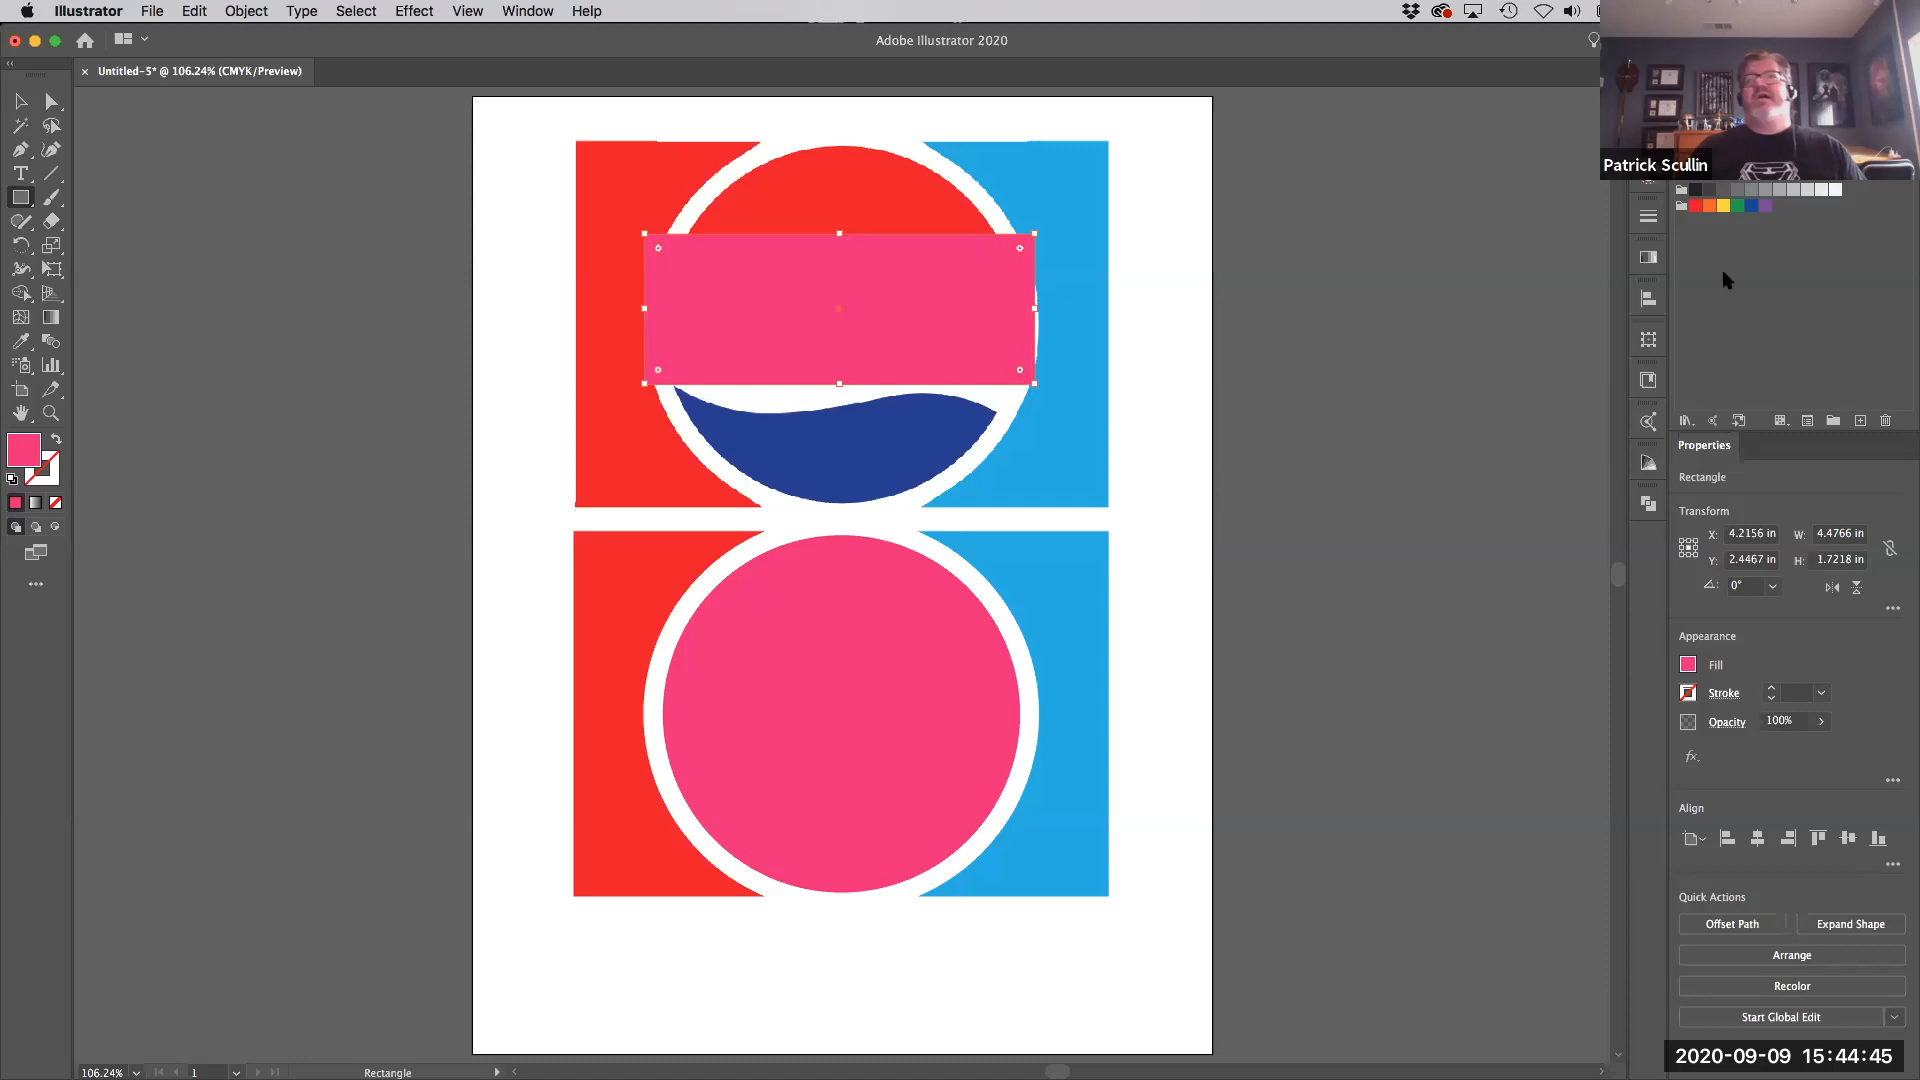 Illustrator File Edit Object Type Select Effect View Window Help
Adobe Illustrator 2020
Untitled-5* @ 106.24% (CMYK/Preview)
Patrick Scullin
Properties
Rectangle
Transform
X: 4.2156 in W: 4.4766 in
Y: 2.4467 in H: 1.7218 in
0°
Appearance
Fill
Stroke
Opacity 100%
fx
Align
Quick Actions
Offset Path Expand Shape
Arrange
Recolor
Start Global Edit
2020-09-09 15:44:45
106.24% 1 Rectangle